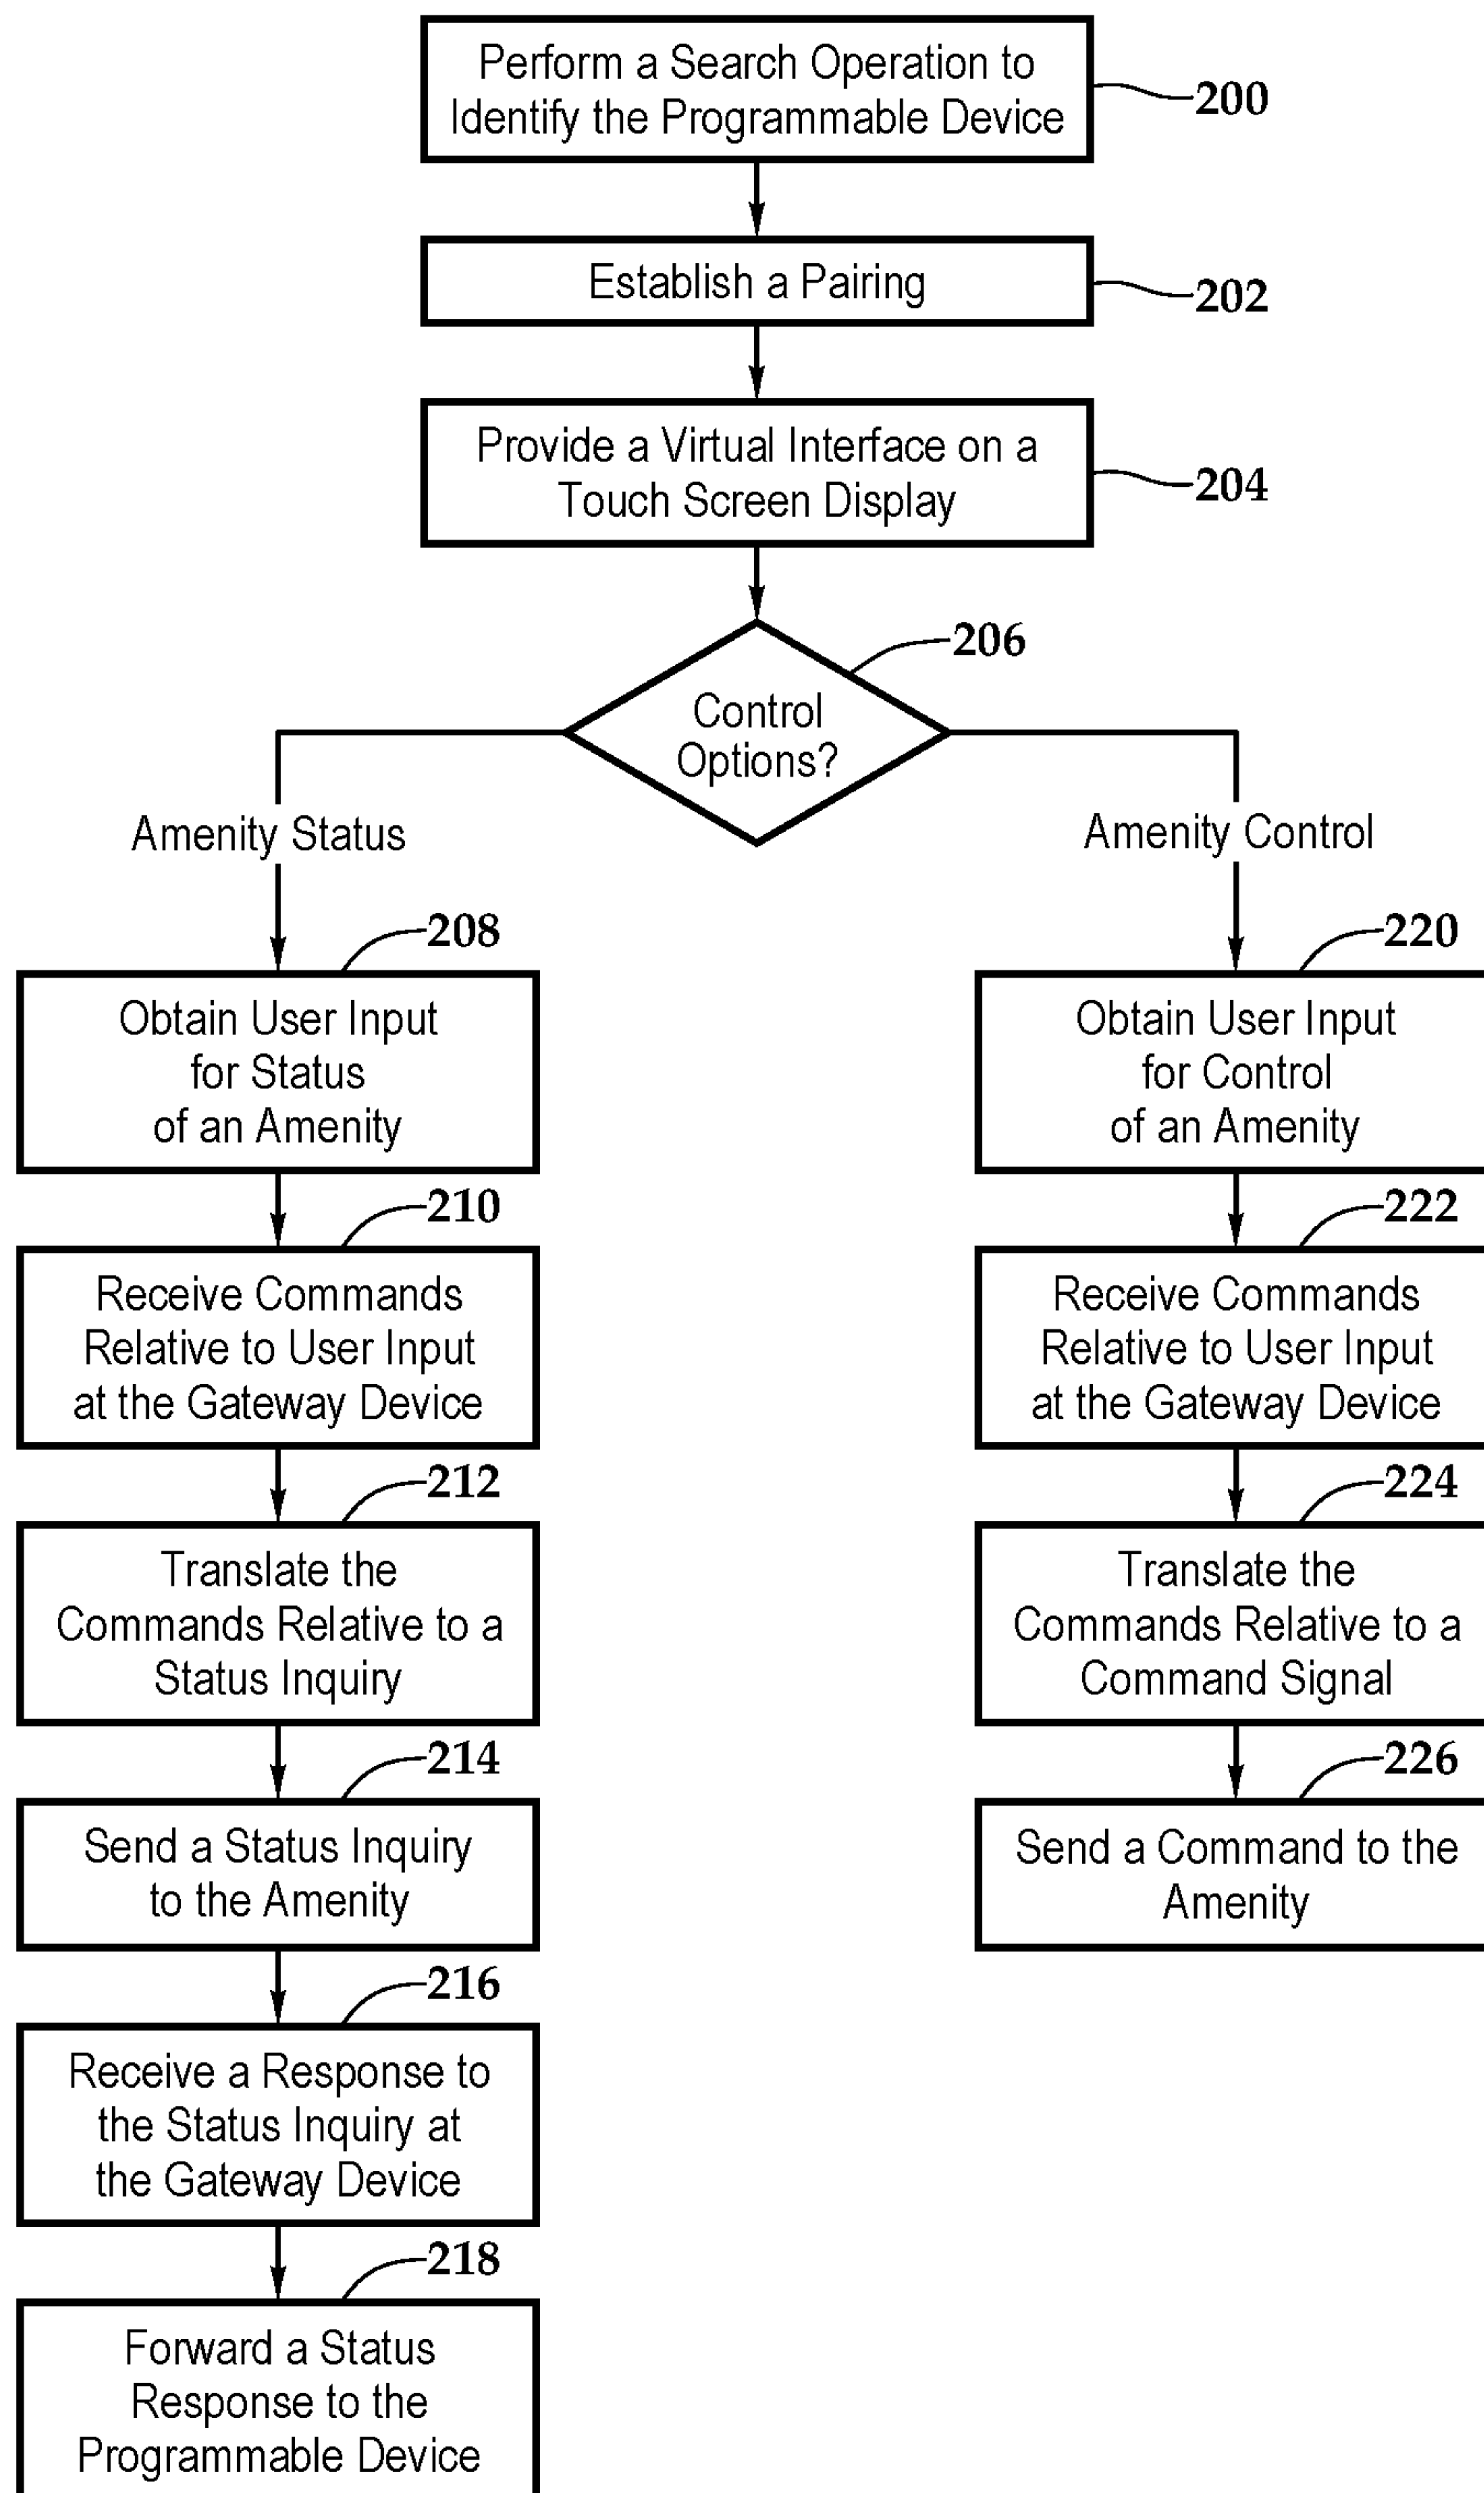 Perform a Search Operation to
Identify the Programmable Device
200
Establish a Pairing
202
Provide a Virtual Interface on a
Touch Screen Display
204
206
Control
Options?
Amenity Status
208
Obtain User Input
for Status
of an Amenity
210
Receive Commands
Relative to User Input
at the Gateway Device
212
Translate the
Commands Relative to a
Status Inquiry
214
Send a Status Inquiry
to the Amenity
216
Receive a Response to
the Status Inquiry at
the Gateway Device
218
Forward a Status
Response to the
Programmable Device
Amenity Control
220
Obtain User Input
for Control
of an Amenity
222
Receive Commands
Relative to User Input
at the Gateway Device
224
Translate the
Commands Relative to a
Command Signal
226
Send a Command to the
Amenity